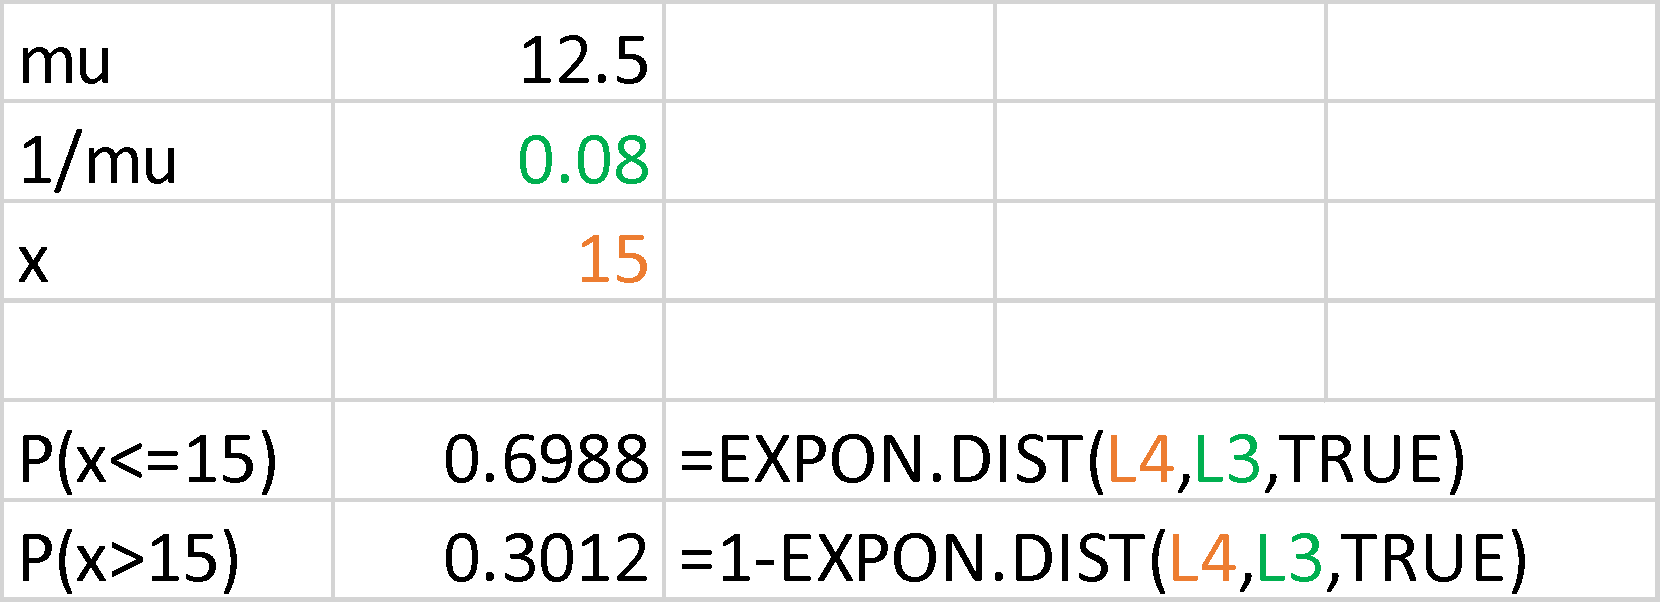 mu 12.5
1/mu 0.08
x 15
P(x<=15) 0.6988 =EXPON.DIST(L4,L3,TRUE)
P(x>15) 0.3012 =1-EXPON.DIST(L4,L3,TRUE)